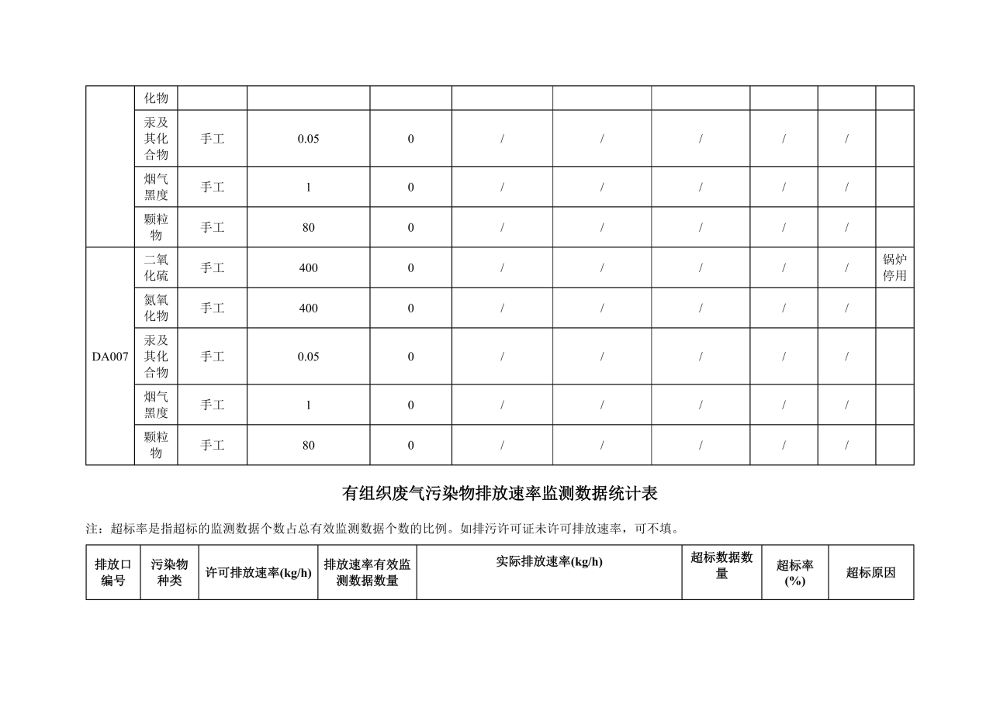 化物
汞及
其化
合物
手工 0.05 0 / / / / /
烟气
黑度
手工 1 0 / / / / /
颗粒
物
手工 80 0 / / / / /
DA007
二氧
化硫
手工 400 0 / / / / /
锅炉
停用
氮氧
化物
手工 400 0 / / / / /
汞及
其化
合物
手工 0.05 0 / / / / /
烟气
黑度
手工 1 0 / / / / /
颗粒
物
手工 80 0 / / / / /
有组织废气污染物排放速率监测数据统计表
注：超标率是指超标的监测数据个数占总有效监测数据个数的比例。如排污许可证未许可排放速率，可不填。
排放口
编号
污染物
种类
许可排放速率(kg/h)
排放速率有效监
测数据数量
实际排放速率(kg/h)
超标数据数
量
超标率
(%)
超标原因